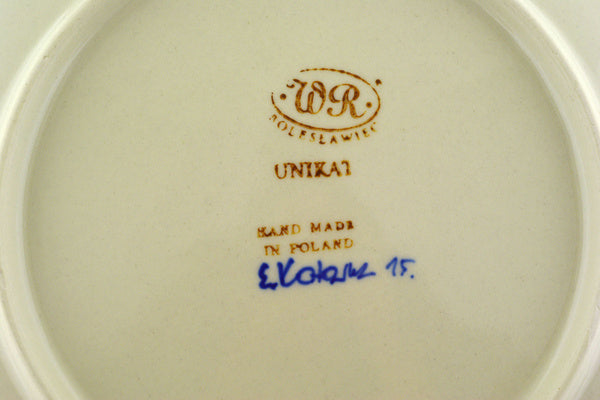 WR
BOLESŁAWIEC
UNIKAT
HAND MADE
IN POLAND
E. 15.